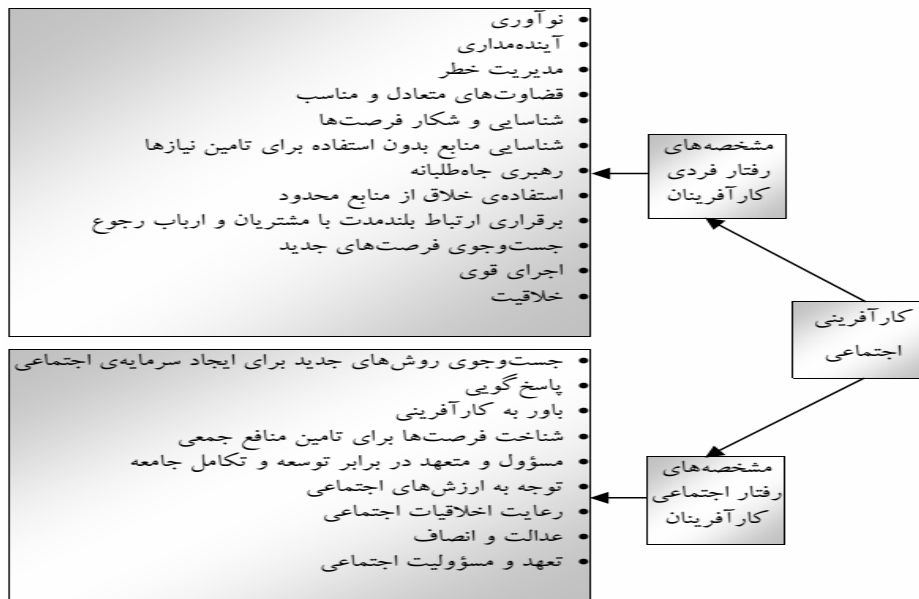 کارآفرینی
اجتماعی
مشخصه‌های
رفتار فردی
کارآفرینان
• نوآوری
• آینده‌مداری
• مدیریت خطر
• قضاوت‌های متعادل و مناسب
• شناسایی و شکار فرصت‌ها
• شناسایی منابع بدون استفاده برای تامین نیازها
• رهبری جاه‌طلبانه
• استفاده‌ی خلاق از منابع محدود
• برقراری ارتباط بلندمدت با مشتریان و ارباب رجوع
• جست‌وجوی فرصت‌های جدید
• اجرای قوی
• خلاقیت
مشخصه‌های
رفتار اجتماعی
کارآفرینان
• جست‌وجوی روش‌های جدید برای ایجاد سرمایه‌ی اجتماعی
• پاسخ‌گویی
• باور به کارآفرینی
• شناخت فرصت‌ها برای تامین منافع جمعی
• مسؤول و متعهد در برابر توسعه و تکامل جامعه
• توجه به ارزش‌های اجتماعی
• رعایت اخلاقیات اجتماعی
• عدالت و انصاف
• تعهد و مسؤولیت اجتماعی